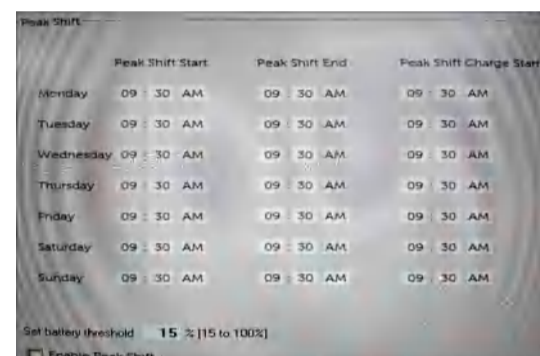 Peak Shift
Peak Shift Start Peak Shift End Peak Shift Charge Start
Monday 09 : 30 AM 09 : 30 AM 09 : 30 AM
Tuesday 09 : 30 AM 09 : 30 AM 09 : 30 AM
Wednesday 09 : 30 AM 09 : 30 AM 09 : 30 AM
Thursday 09 : 30 AM 09 : 30 AM 09 : 30 AM
Friday 09 : 30 AM 09 : 30 AM 09 : 30 AM
Saturday 09 : 30 AM 09 : 30 AM 09 : 30 AM
Sunday 09 : 30 AM 09 : 30 AM 09 : 30 AM
Set battery threshold 15 % [15 to 100%]
Enable Peak Shift